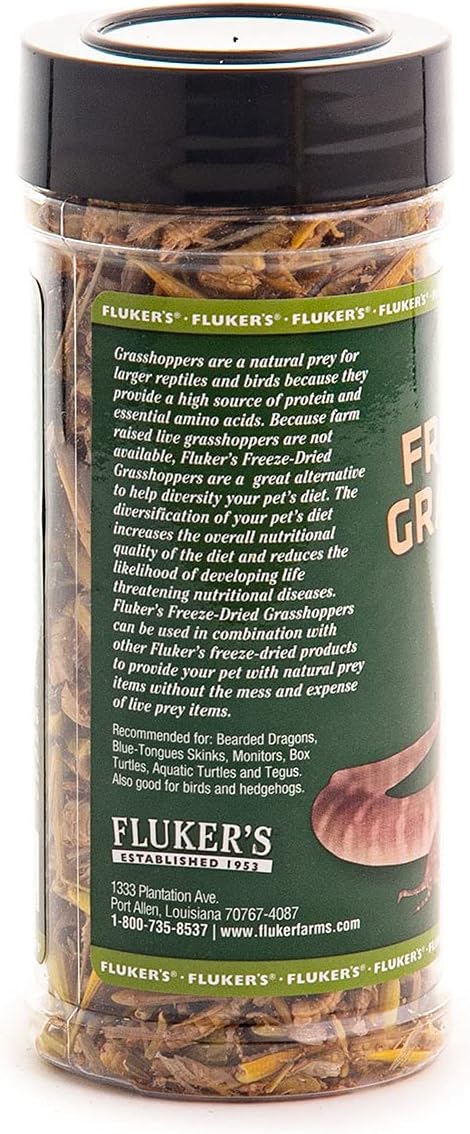 FLUKER'S® · FLUKER'S® · FLUKER'S® · FLUKER'S®
Grasshoppers are a natural prey for
larger reptiles and birds because they
provide a high source of protein and
essential amino acids. Because farm
raised live grasshoppers are not
available, Fluker's Freeze-Dried
Grasshoppers are a great alternative
to help diversity your pet's diet. The
diversification of your pet's diet
increases the overall nutritional
quality of the diet and reduces the
likelihood of developing life
threatening nutritional diseases.
Fluker's Freeze-Dried Grasshoppers
can be used in combination with
other Fluker's freeze-dried products
to provide your pet with natural prey
items without the mess and expense
of live prey items.
Recommended for: Bearded Dragons,
Blue-Tongues Skinks, Monitors, Box
Turtles, Aquatic Turtles and Tegus.
Also good for birds and hedgehogs.
FLUKER'S
ESTABLISHED 1953
1333 Plantation Ave.
Port Allen, Louisiana 70767-4087
1-800-735-8537 | www.flukerfarms.com
FLUKER'S® · FLUKER'S® · FLUKER'S® · FLUKER'S®
FR
GRA